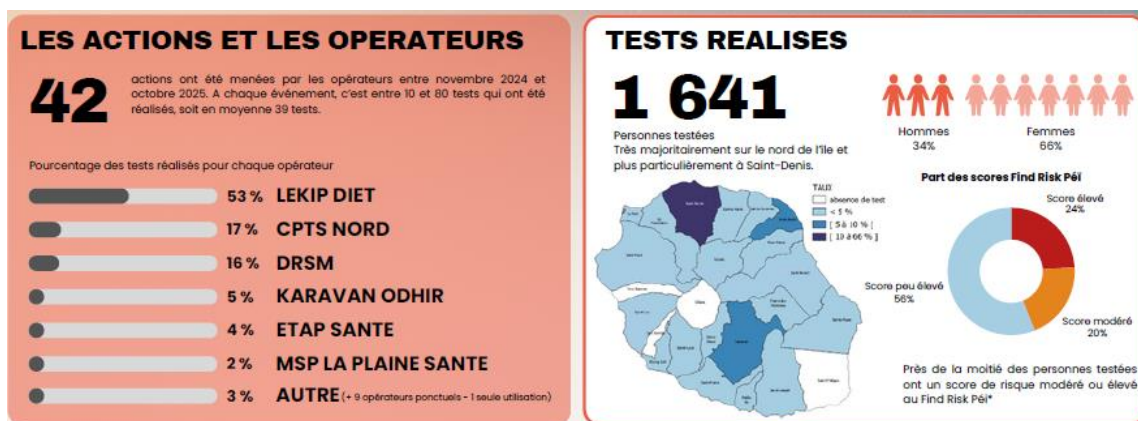 LES ACTIONS ET LES OPERATEURS
42
actions ont été menées par les opérateurs entre novembre 2024 et
octobre 2025. A chaque événement, c'est entre 10 et 80 tests qui ont été
réalisés, soit en moyenne 39 tests.
Pourcentage des tests réalisés pour chaque opérateur
53 % LEKIP DIET
17 % CPTS NORD
16 % DRSM
5 % KARAVAN ODHIR
4 % ETAP SANTE
2 % MSP LA PLAINE SANTE
3 % AUTRE (+ 9 opérateurs ponctuels - 1 seule utilisation)
TESTS REALISES
1 641
Personnes testées
Très majoritairement sur le nord de l'île et
plus particulièrement à Saint-Denis.
Hommes
34%
Femmes
66%
TAUX
absence de test
< 5 %
[ 5 à 10 % [
Part des scores Find Risk Péï
Score élevé
24%
Score peu élevé
56%
Score modéré
20%
Près de la moitié des personnes testées
ont un score de risque modéré ou élevé
au Find Risk Péi*